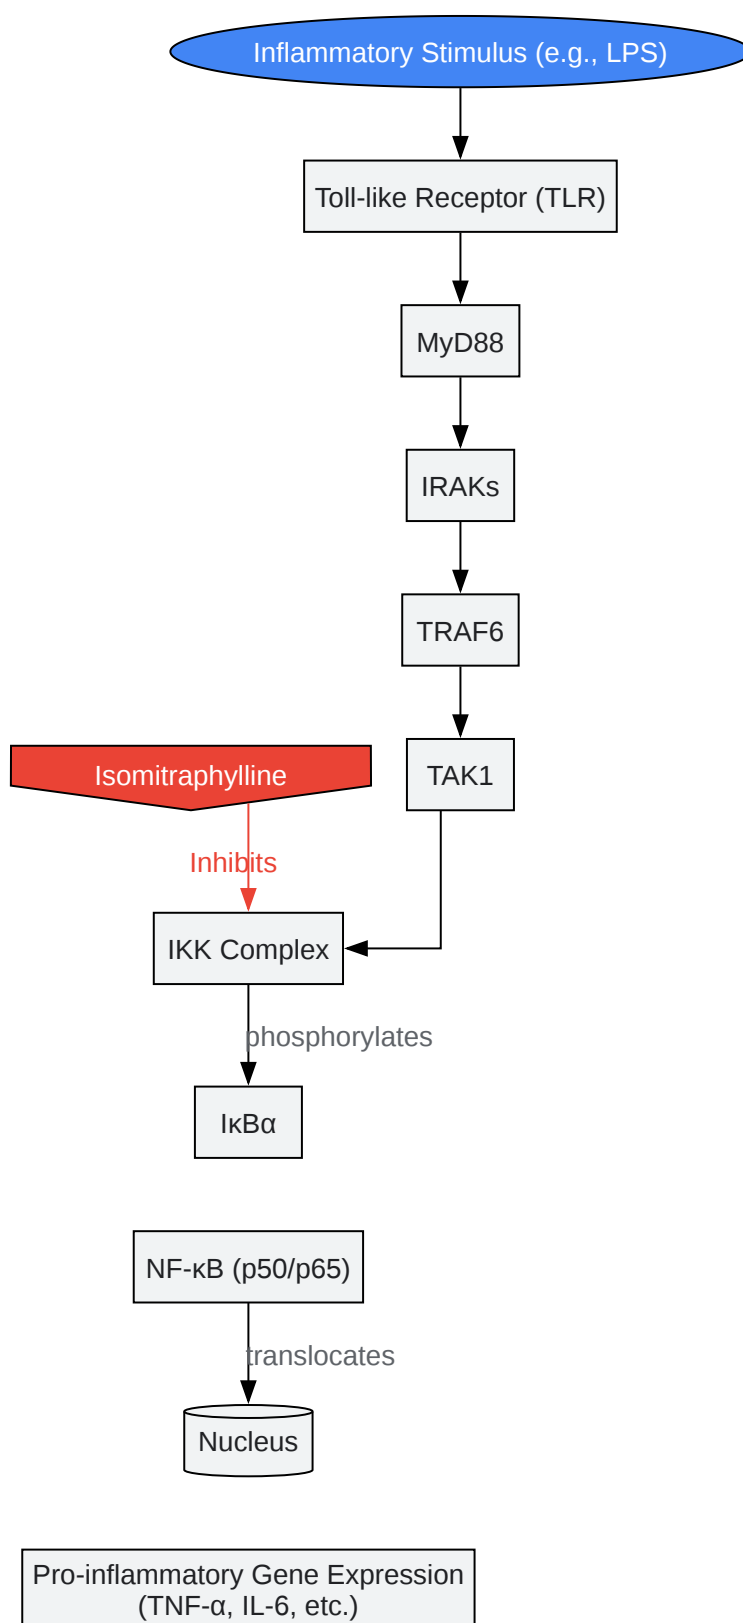 Inflammatory Stimulus (e.g., LPS)
Toll-like Receptor (TLR)
MyD88
IRAKs
TRAF6
TAK1
Isomitraphylline
Inhibits
IKK Complex
phosphorylates
IκBα
NF-κB (p50/p65)
translocates
Nucleus
Pro-inflammatory Gene Expression
(TNF-α, IL-6, etc.)